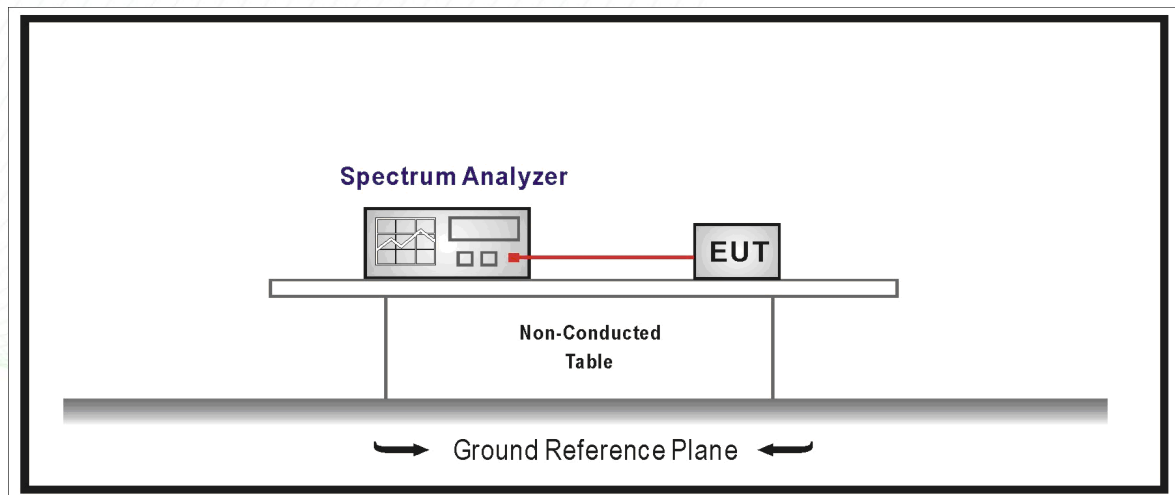 Spectrum Analyzer
EUT
Non-Conducted
Table
Ground Reference Plane